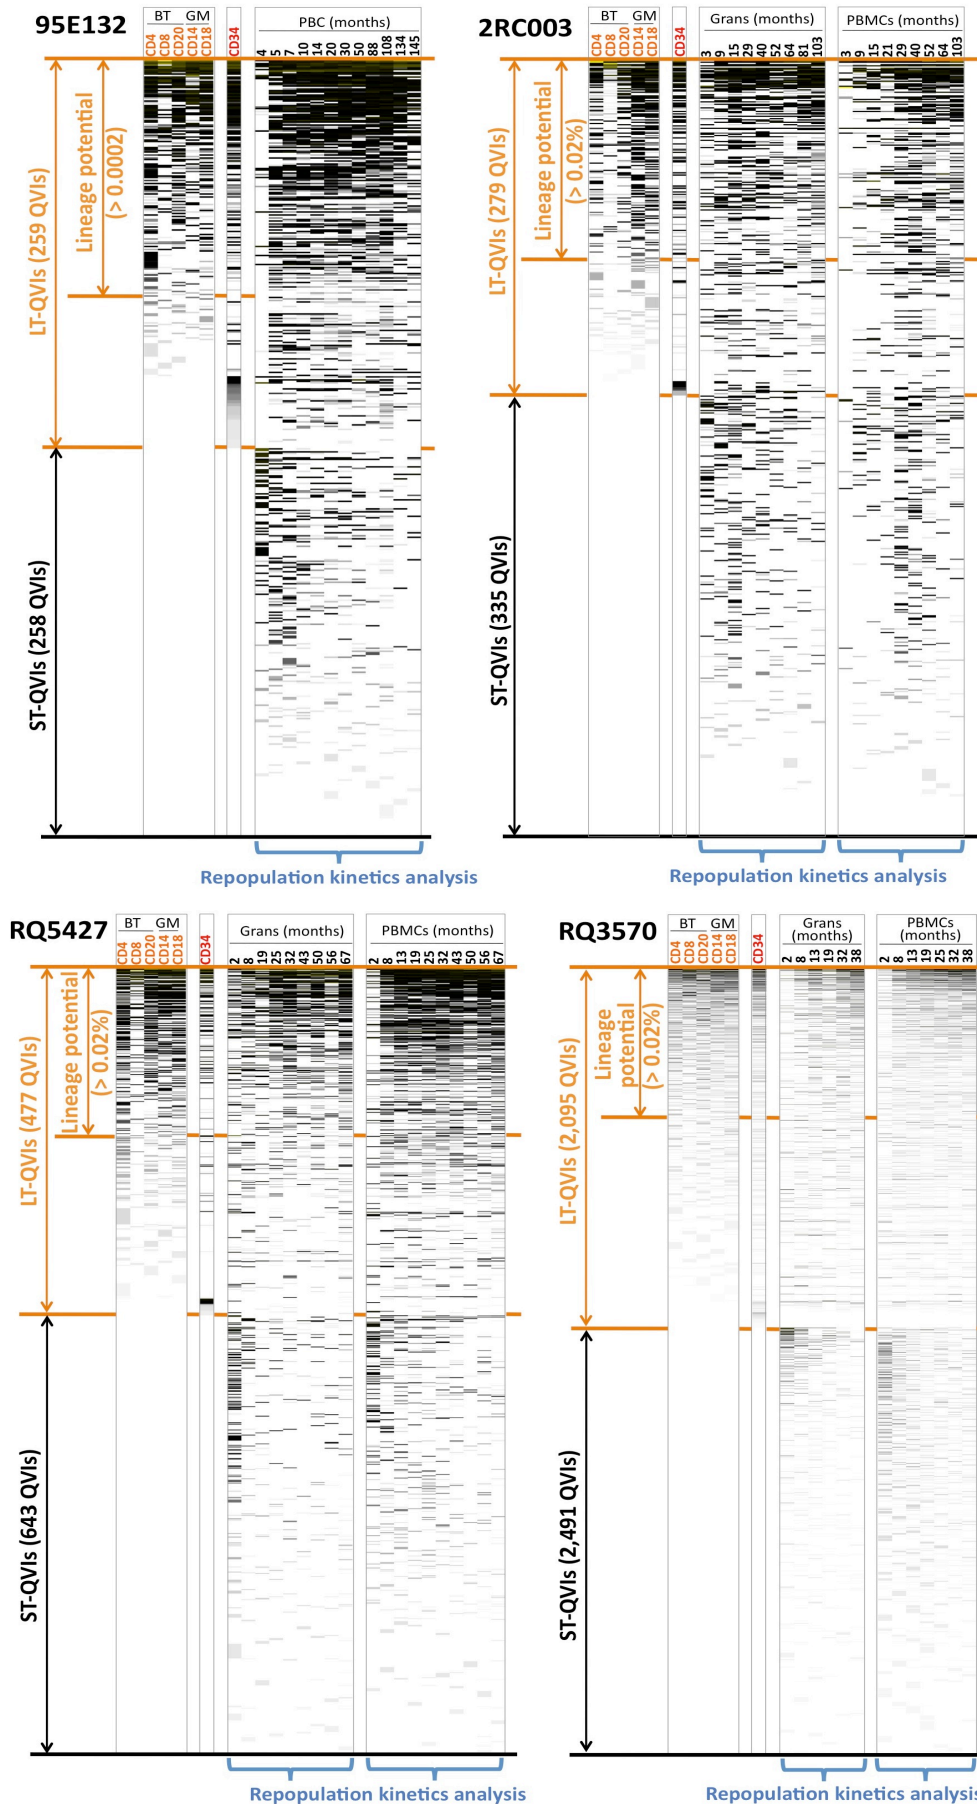 95E132
BT GM
CD4 CD8 CD20 CD14 CD18 CD34
PBC (months)
4 5 7 10 14 20 30 50 88 108 134 145
LT-QVIs (259 QVIs)
Lineage potential
(> 0.0002)
ST-QVIs (258 QVIs)
Repopulation kinetics analysis
2RC003
BT GM
CD4 CD8 CD20 CD14 CD18 CD34
Grans (months)
3 9 15 29 40 52 64 81 103
PBMCs (months)
3 9 15 21 29 40 52 64 103
LT-QVIs (279 QVIs)
Lineage potential
(> 0.02%)
ST-QVIs (335 QVIs)
Repopulation kinetics analysis
RQ5427
BT GM
CD4 CD8 CD20 CD14 CD18 CD34
Grans (months)
2 8 19 25 32 43 50 56 67
PBMCs (months)
2 8 13 19 25 32 43 50 56 67
LT-QVIs (477 QVIs)
Lineage potential
(> 0.02%)
ST-QVIs (643 QVIs)
Repopulation kinetics analysis
RQ3570
BT GM
CD4 CD8 CD20 CD14 CD18 CD34
Grans
(months)
2 8 13 19 32 38
PBMCs
(months)
2 8 13 19 25 32 38
LT-QVIs (2,095 QVIs)
Lineage
potential
(> 0.02%)
ST-QVIs (2,491 QVIs)
Repopulation kinetics analysis